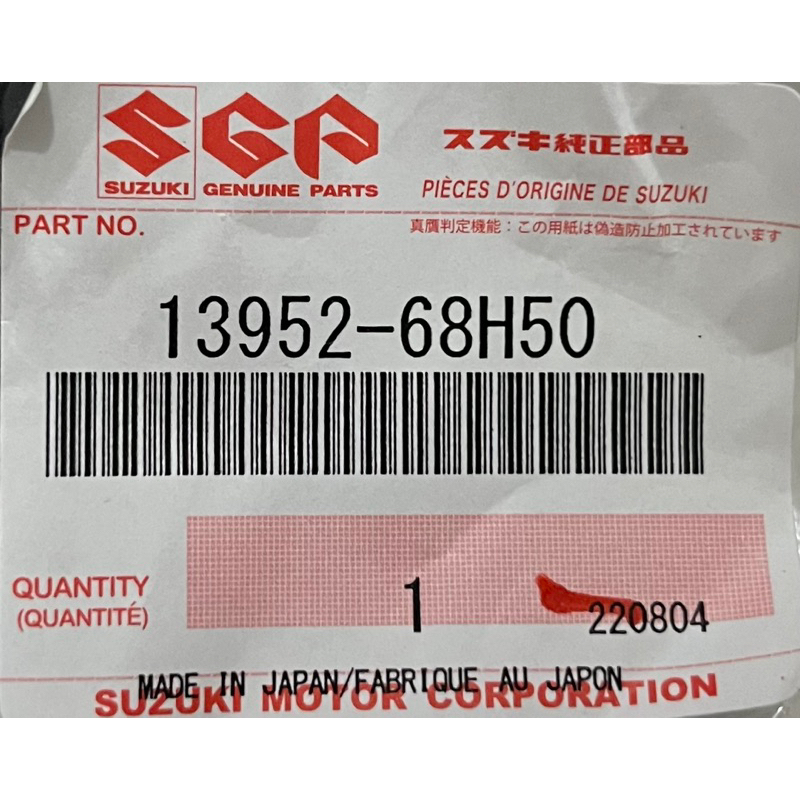 SGP
スズキ純正部品
SUZUKI GENUINE PARTS
PIÈCES D'ORIGINE DE SUZUKI
PART NO.
真贋判定機能：この用紙は偽造防止加工されています
13952-68H50
QUANTITY
(QUANTITÉ)
1
220804
MADE IN JAPAN/FABRIQUE AU JAPON
SUZUKI MOTOR CORPORATION